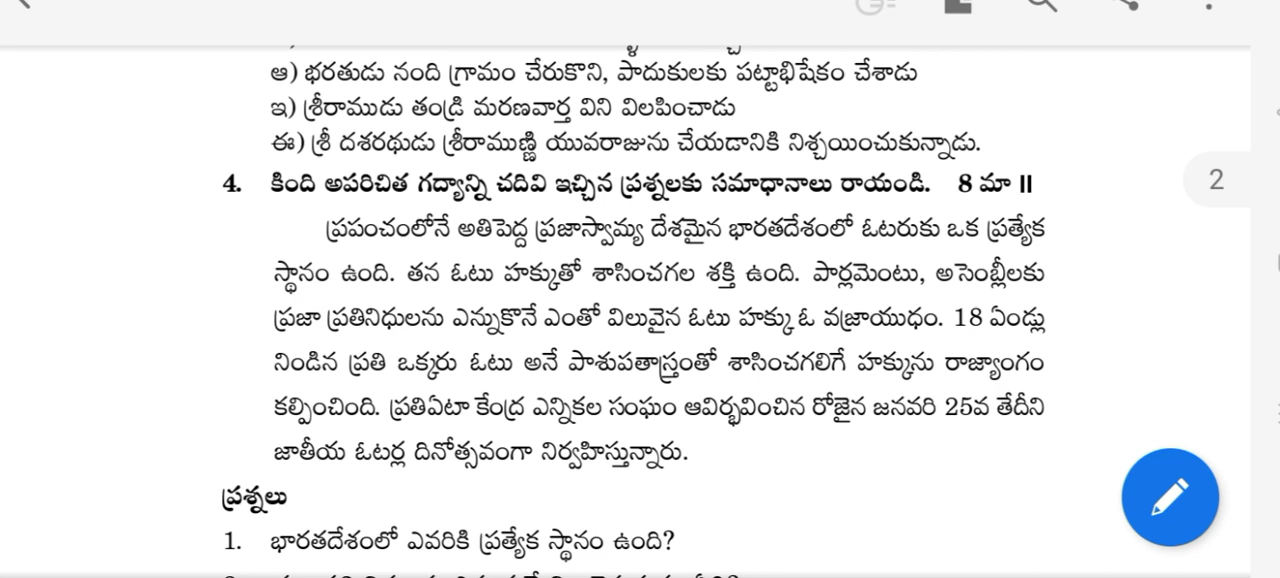 ఆ) భరతుడు నంది గ్రామం చేరుకొని, పాదుకులకు పట్టాభిషేకం చేశాడు
ఇ) శ్రీరాముడు తండ్రి మరణవార్త విని విలపించాడు
ఈ) శ్రీ దశరథుడు శ్రీరాముణ్ణి యువరాజును చేయడానికి నిశ్చయించుకున్నాడు.
4. కింది అపరిచిత గద్యాన్ని చదివి ఇచ్చిన ప్రశ్నలకు సమాధానాలు రాయండి. 8 మా ॥
2
ప్రపంచంలోనే అతిపెద్ద ప్రజాస్వామ్య దేశమైన భారతదేశంలో ఓటరుకు ఒక ప్రత్యేక
స్థానం ఉంది. తన ఓటు హక్కుతో శాసించగల శక్తి ఉంది. పార్లమెంటు, అసెంబ్లీలకు
ప్రజా ప్రతినిధులను ఎన్నుకొనే ఎంతో విలువైన ఓటు హక్కు ఓ వజ్రాయుధం. 18 ఏండ్లు
నిండిన ప్రతి ఒక్కరు ఓటు అనే పాశుపతాస్త్రంతో శాసించగలిగే హక్కును రాజ్యాంగం
కల్పించింది. ప్రతిఏటా కేంద్ర ఎన్నికల సంఘం ఆవిర్భవించిన రోజైన జనవరి 25వ తేదీని
జాతీయ ఓటర్ల దినోత్సవంగా నిర్వహిస్తున్నారు.
ప్రశ్నలు
1. భారతదేశంలో ఎవరికి ప్రత్యేక స్థానం ఉంది?